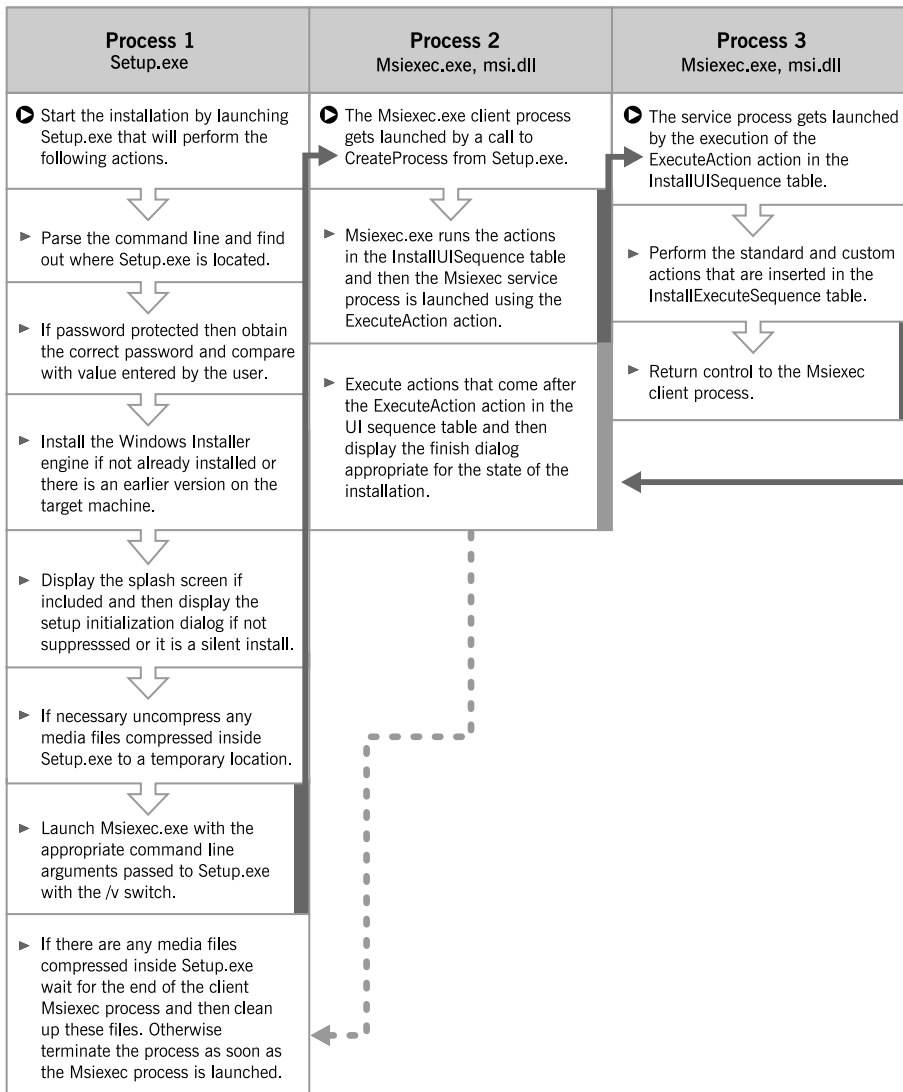 Process 1
Setup.exe
Start the installation by launching
Setup.exe that will perform the
following actions.
Parse the command line and find
out where Setup.exe is located.
If password protected then obtain
the correct password and compare
with value entered by the user.
Install the Windows Installer
engine if not already installed or
there is an earlier version on the
target machine.
Display the splash screen if
included and then display the
setup initialization dialog if not
suppresssed or it is a silent install.
If necessary uncompress any
media files compressed inside
Setup.exe to a temporary location.
Launch Msiexec.exe with the
appropriate command line
arguments passed to Setup.exe
with the /v switch.
If there are any media files
compressed inside Setup.exe
wait for the end of the client
Msiexec process and then clean
up these files. Otherwise
terminate the process as soon as
the Msiexec process is launched.
Process 2
Msiexec.exe, msi.dll
The Msiexec.exe client process
gets launched by a call to
CreateProcess from Setup.exe.
Msiexec.exe runs the actions
in the InstallUISequence table
and then the Msiexec service
process is launched using the
ExecuteAction action.
Execute actions that come after
the ExecuteAction action in the
UI sequence table and then
display the finish dialog
appropriate for the state of the
installation.
Process 3
Msiexec.exe, msi.dll
The service process gets launched
by the execution of the
ExecuteAction action in the
InstallUISequence table.
Perform the standard and custom
actions that are inserted in the
InstallExecuteSequence table.
Return control to the Msiexec
client process.